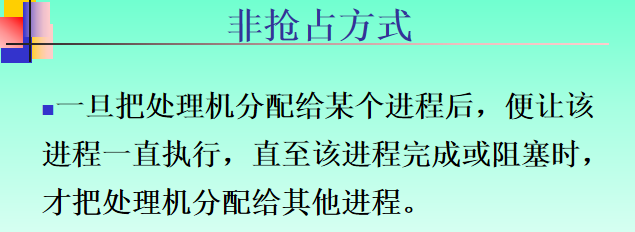 非抢占方式
一旦把处理机分配给某个进程后，便让该
进程一直执行，直至该进程完成或阻塞时，
才把处理机分配给其他进程。